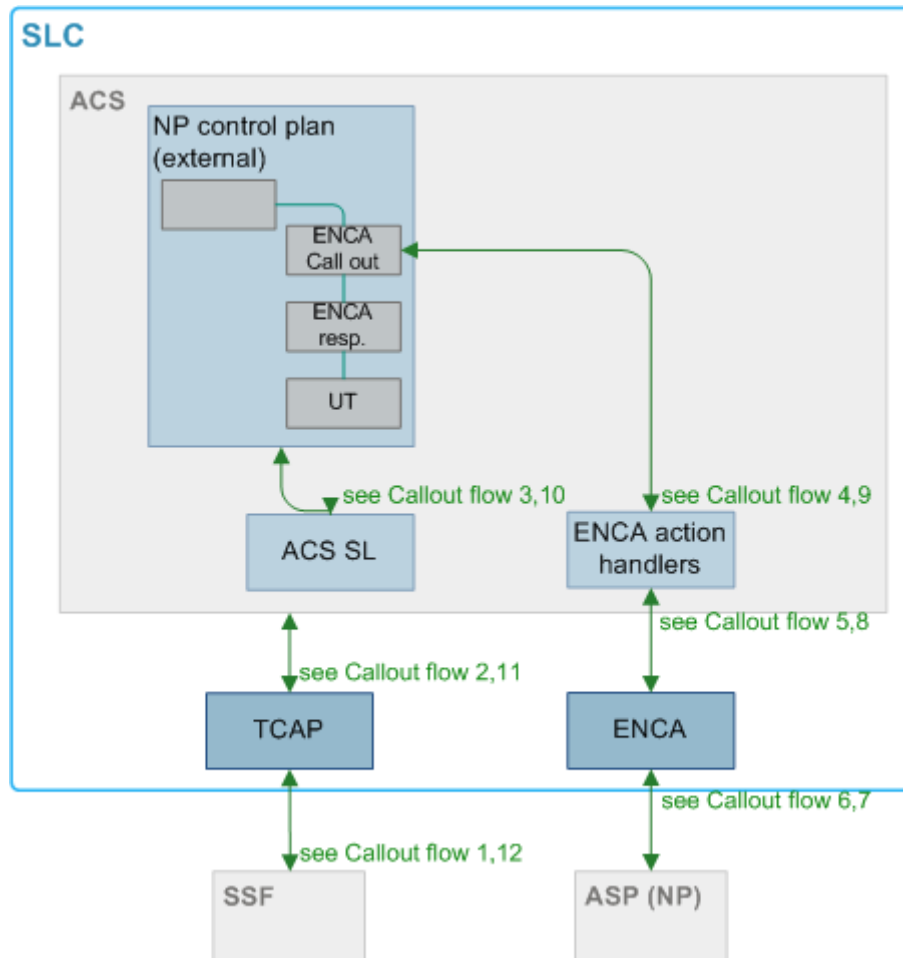 SLC
ACS
NP control plan
(external)
ENCA
Call out
ENCA
resp.
UT
see Callout flow 3,10
see Callout flow 4,9
ACS SL
ENCA action
handlers
see Callout flow 5,8
see Callout flow 2,11
TCAP
ENCA
see Callout flow 6,7
see Callout flow 1,12
SSF
ASP (NP)